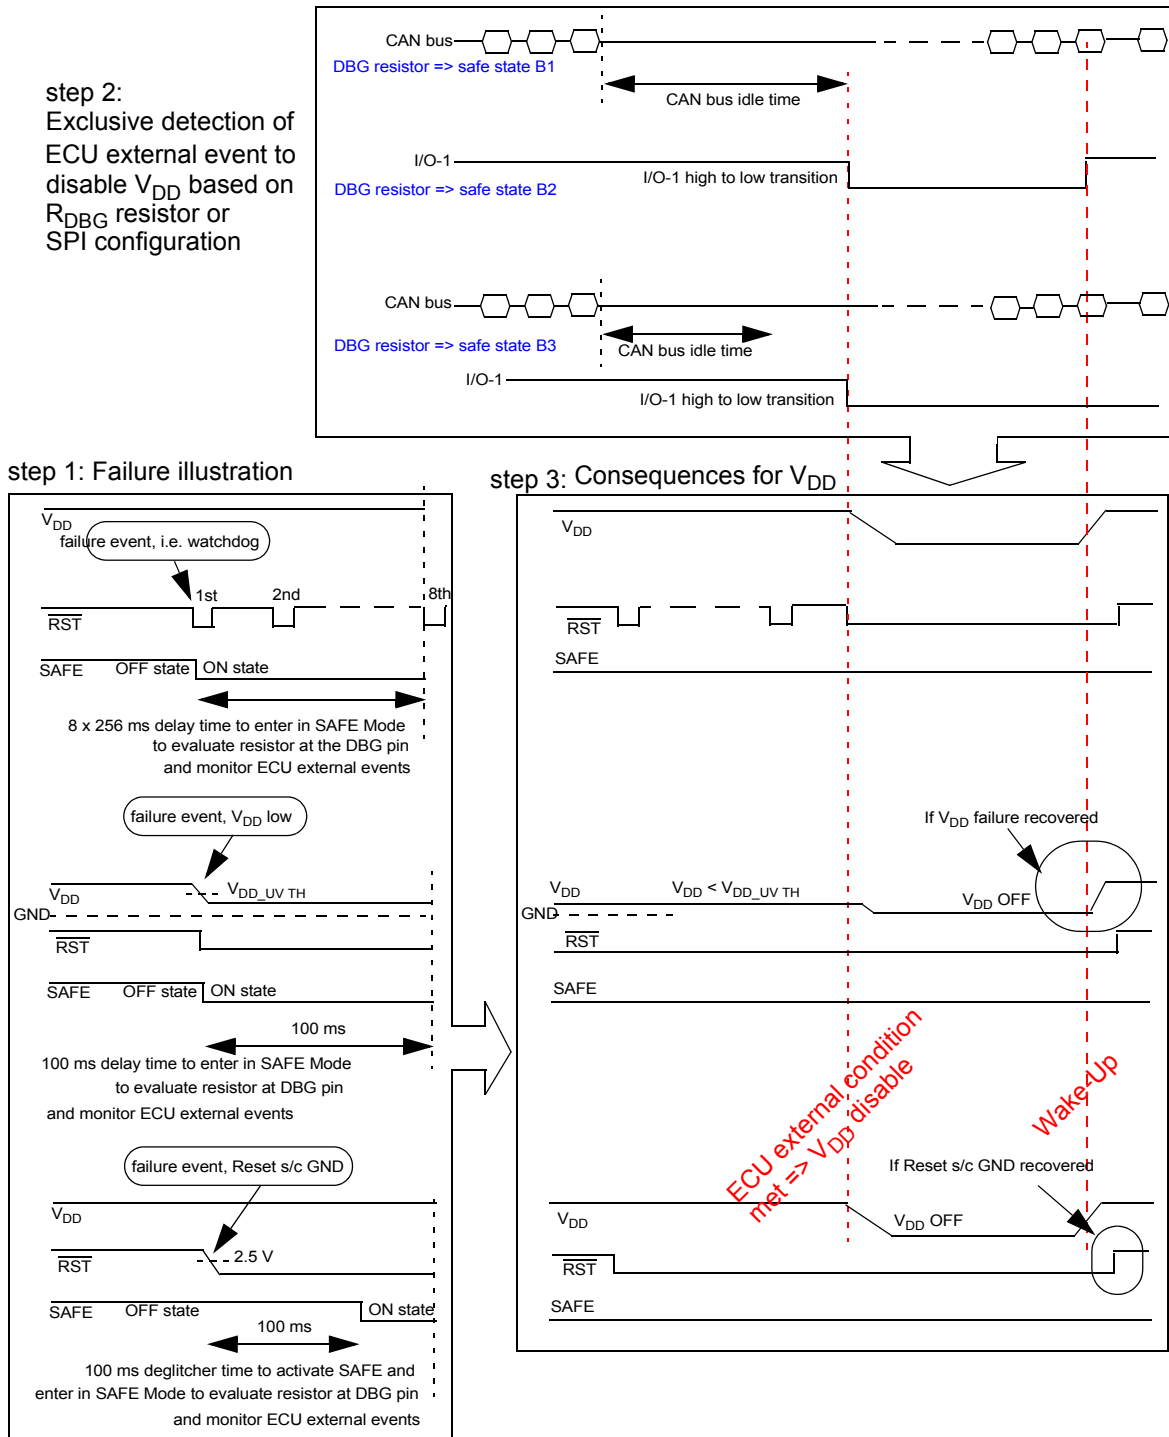 step 2:
Exclusive detection of
ECU external event to
disable VDD based on
RDBG resistor or
SPI configuration
CAN bus
DBG resistor => safe state B1
CAN bus idle time
I/O-1
I/O-1 high to low transition
DBG resistor => safe state B2
CAN bus
DBG resistor => safe state B3
CAN bus idle time
I/O-1
I/O-1 high to low transition
step 1: Failure illustration
VDD
failure event, i.e. watchdog
1st
2nd
8th
RST
SAFE
OFF state
ON state
8 x 256 ms delay time to enter in SAFE Mode
to evaluate resistor at the DBG pin
and monitor ECU external events
failure event, VDD low
VDD
VDD_UV TH
GND
RST
SAFE
OFF state
ON state
100 ms
100 ms delay time to enter in SAFE Mode
to evaluate resistor at DBG pin
and monitor ECU external events
failure event, Reset s/c GND
VDD
RST
2.5 V
SAFE
OFF state
ON state
100 ms
100 ms deglitcher time to activate SAFE and
enter in SAFE Mode to evaluate resistor at DBG pin
and monitor ECU external events
step 3: Consequences for VDD
VDD
RST
SAFE
If VDD failure recovered
VDD
VDD < VDD_UV TH
VDD OFF
GND
RST
SAFE
ECU external condition
met => VDD disable
Wake-Up
If Reset s/c GND recovered
VDD
VDD OFF
RST
SAFE